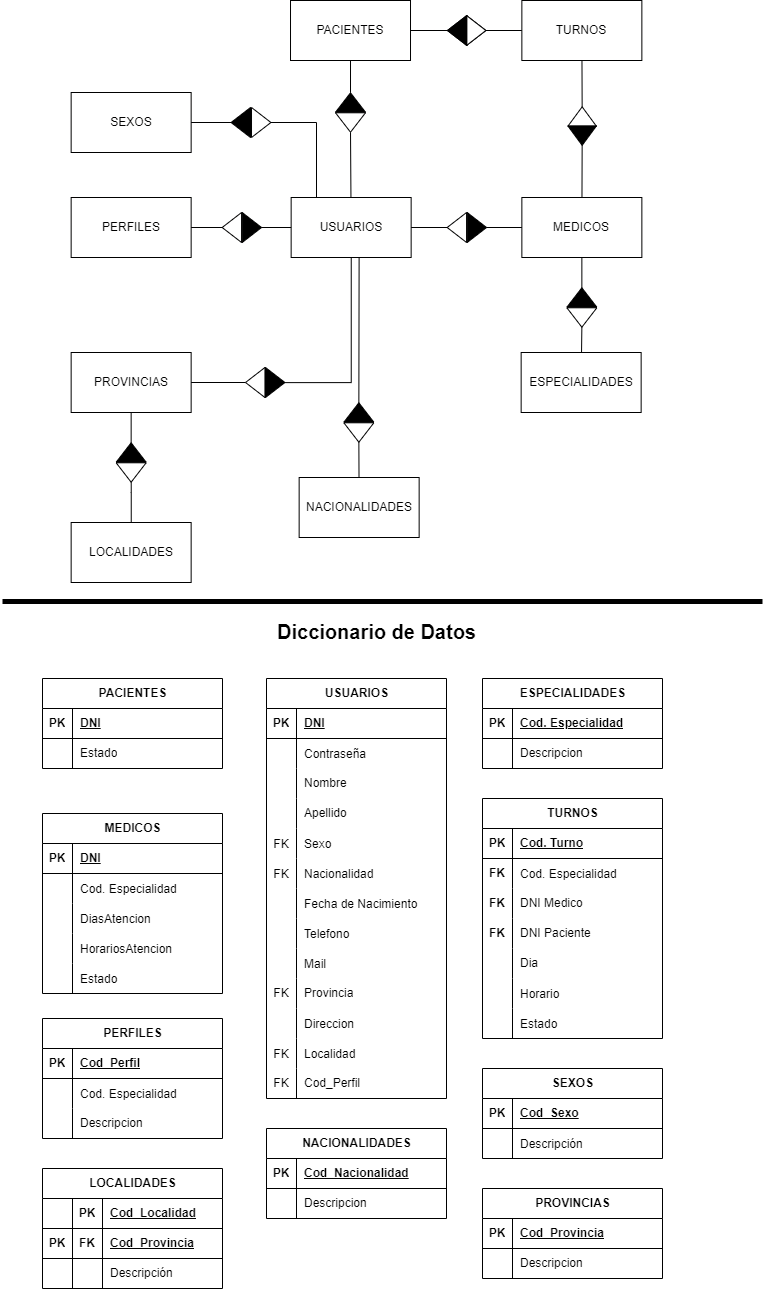 PACIENTES
TURNOS
SEXOS
PERFILES
USUARIOS
MEDICOS
PROVINCIAS
ESPECIALIDADES
NACIONALIDADES
LOCALIDADES
Diccionario de Datos
PACIENTES
PK DNI
Estado
MEDICOS
PK DNI
Cod. Especialidad
DiasAtencion
HorariosAtencion
Estado
PERFILES
PK Cod_Perfil
Cod. Especialidad
Descripcion
LOCALIDADES
PK Cod_Localidad
PK FK Cod_Provincia
Descripción
USUARIOS
PK DNI
Contraseña
Nombre
Apellido
FK Sexo
FK Nacionalidad
Fecha de Nacimiento
Telefono
Mail
FK Provincia
Direccion
FK Localidad
FK Cod_Perfil
NACIONALIDADES
PK Cod_Nacionalidad
Descripcion
ESPECIALIDADES
PK Cod. Especialidad
Descripcion
TURNOS
PK Cod. Turno
FK Cod. Especialidad
FK DNI Medico
FK DNI Paciente
Dia
Horario
Estado
SEXOS
PK Cod_Sexo
Descripción
PROVINCIAS
PK Cod_Provincia
Descripcion